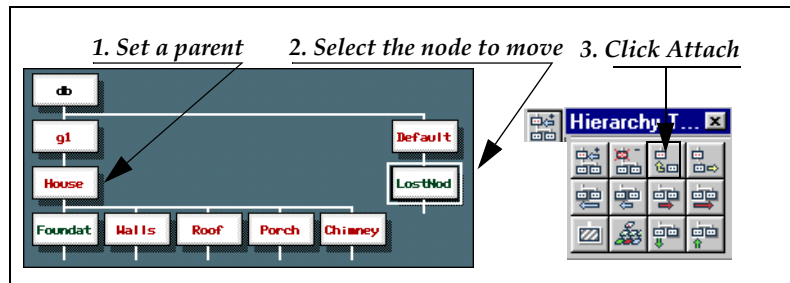 1. Set a parent
2. Select the node to move
3. Click Attach
db
g1
Default
House
LostNod
Foundat
Walls
Roof
Porch
Chimney
Hierarchy T...